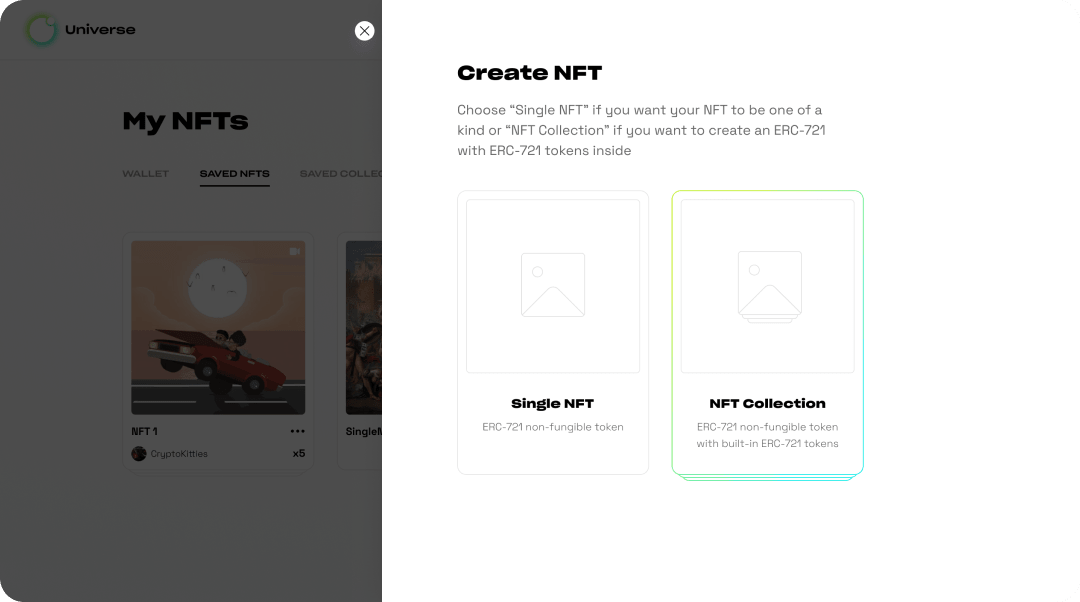 Universe
My NFTs
WALLET
SAVED NFTS
SAVED COLLEC
NFT 1
CryptoKitties
x5
SingleM
Create NFT
Choose “Single NFT” if you want your NFT to be one of a
kind or “NFT Collection” if you want to create an ERC-721
with ERC-721 tokens inside
Single NFT
ERC-721 non-fungible token
NFT Collection
ERC-721 non-fungible token
with built-in ERC-721 tokens